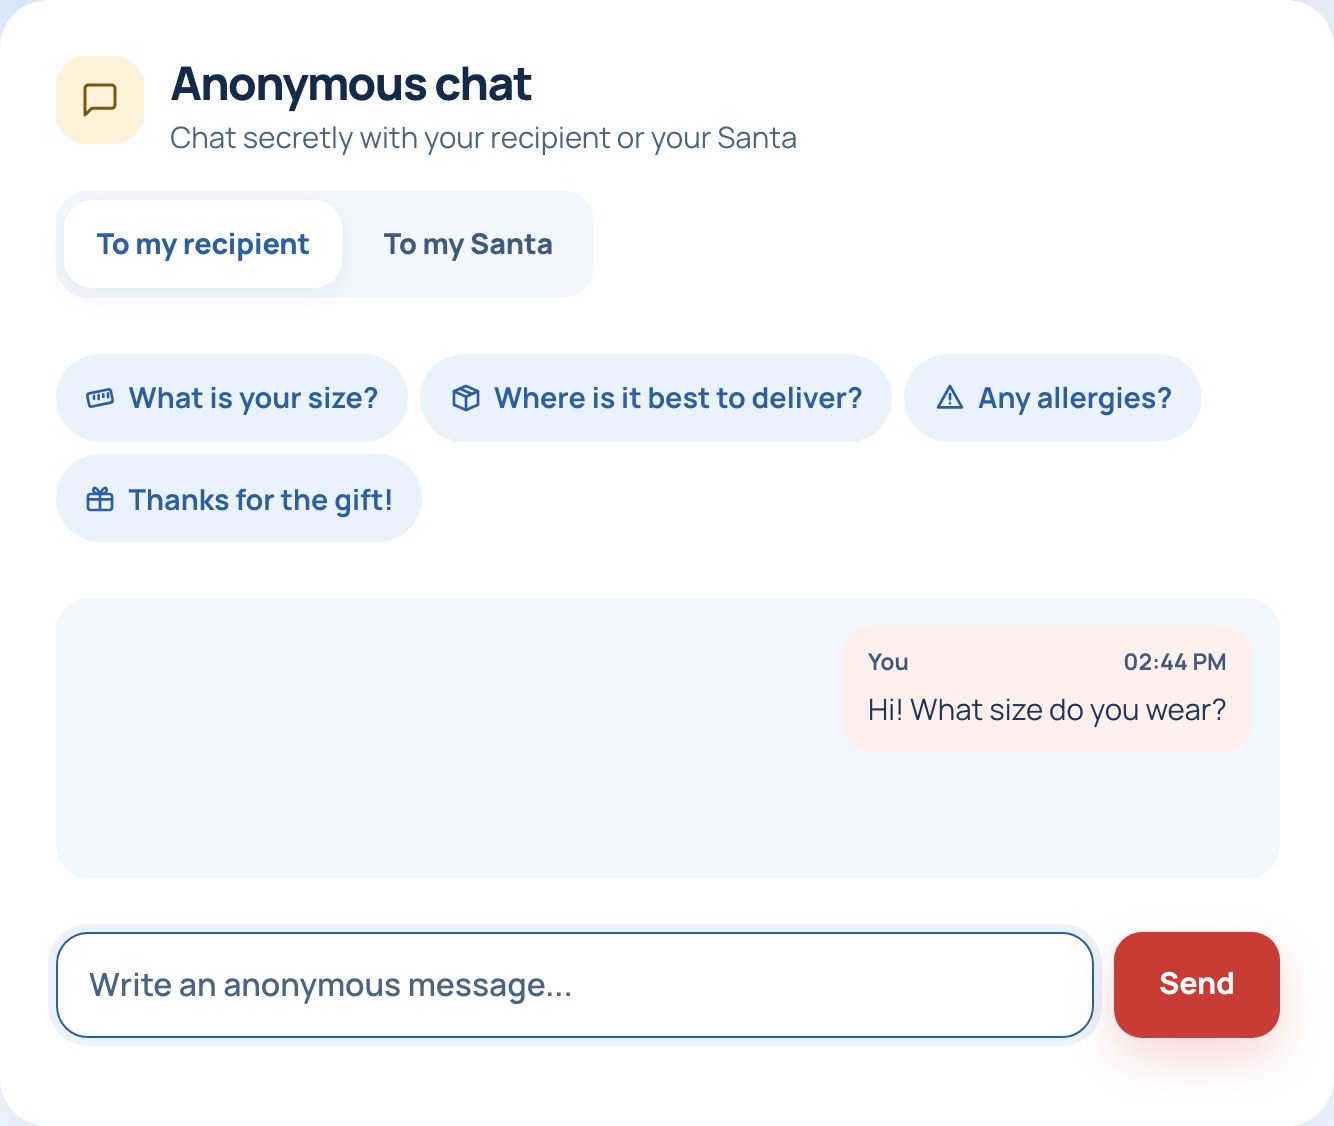 Anonymous chat
Chat secretly with your recipient or your Santa
To my recipient
To my Santa
What is your size?
Where is it best to deliver?
Any allergies?
Thanks for the gift!
You 02:44 PM
Hi! What size do you wear?
Write an anonymous message...
Send